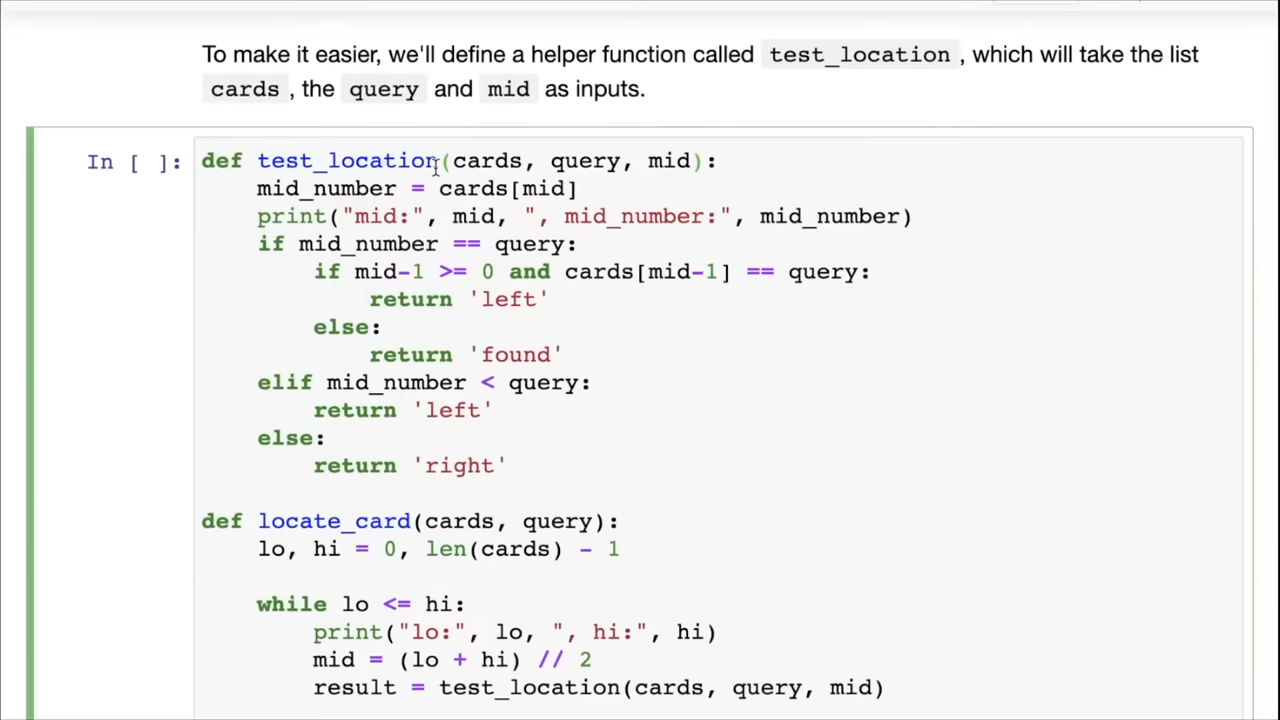 To make it easier, we'll define a helper function called test_location , which will take the list
cards , the query and mid as inputs.
In [ ]: def test_location(cards, query, mid):
    mid_number = cards[mid]
    print("mid:", mid, ", mid_number:", mid_number)
    if mid_number == query:
        if mid-1 >= 0 and cards[mid-1] == query:
            return 'left'
        else:
            return 'found'
    elif mid_number < query:
        return 'left'
    else:
        return 'right'
def locate_card(cards, query):
    lo, hi = 0, len(cards) - 1
    while lo <= hi:
        print("lo:", lo, ", hi:", hi)
        mid = (lo + hi) // 2
        result = test_location(cards, query, mid)